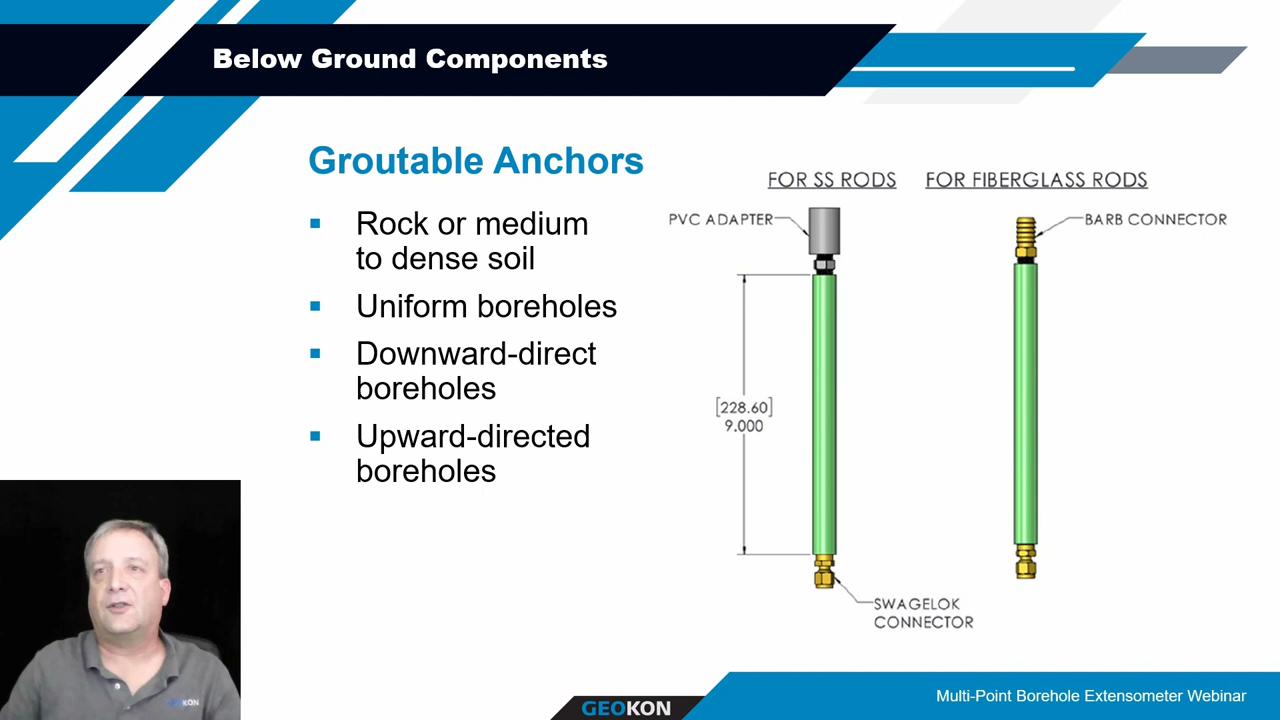 Below Ground Components
Groutable Anchors
Rock or medium
to dense soil
Uniform boreholes
Downward-direct
boreholes
Upward-directed
boreholes
FOR SS RODS
FOR FIBERGLASS RODS
PVC ADAPTER
BARB CONNECTOR
[228.60]
9.000
SWAGELOK
CONNECTOR
GEOKON
GEOKON
Multi-Point Borehole Extensometer Webinar